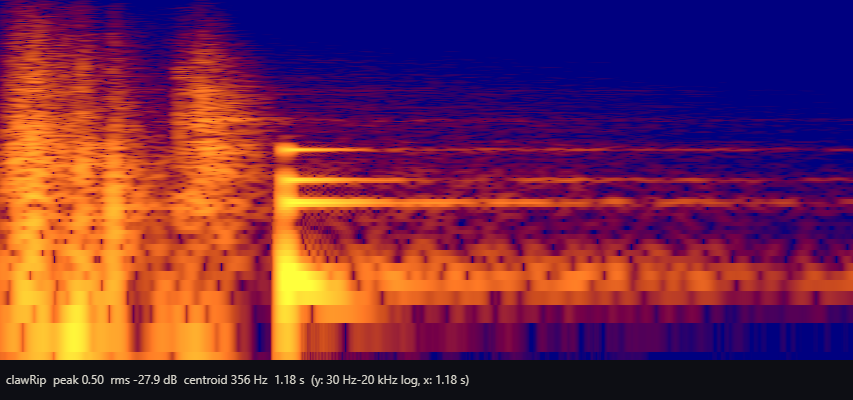 clawRip peak 0.50 rms -27.9 dB centroid 356 Hz 1.18 s (y: 30 Hz-20 kHz log, x: 1.18 s)